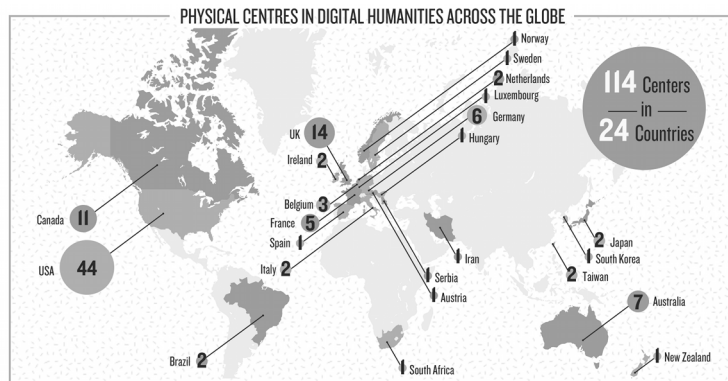 PHYSICAL CENTRES IN DIGITAL HUMANITIES ACROSS THE GLOBE
1 Norway
1 Sweden
2 Netherlands
1 Luxembourg
6 Germany
1 Hungary
114 Centers
in
24 Countries
UK 14
Ireland 2
Belgium 3
France 5
Spain 1
Italy 2
Canada 11
USA 44
Brazil 2
1 Iran
1 Serbia
1 Austria
1 South Africa
2 Japan
1 South Korea
2 Taiwan
7 Australia
1 New Zealand